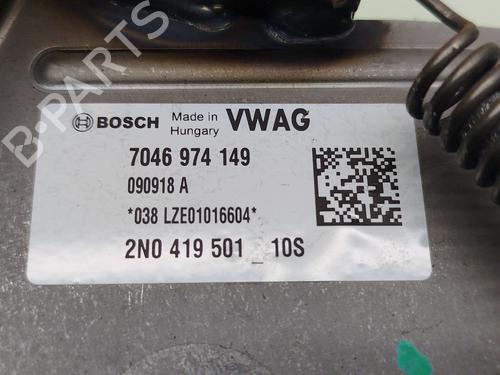 BOSCH Made in Hungary VWAG
7046 974 149
090918 A
*038 LZE01016604*
2N0 419 501 _ 10S
B-PARTS